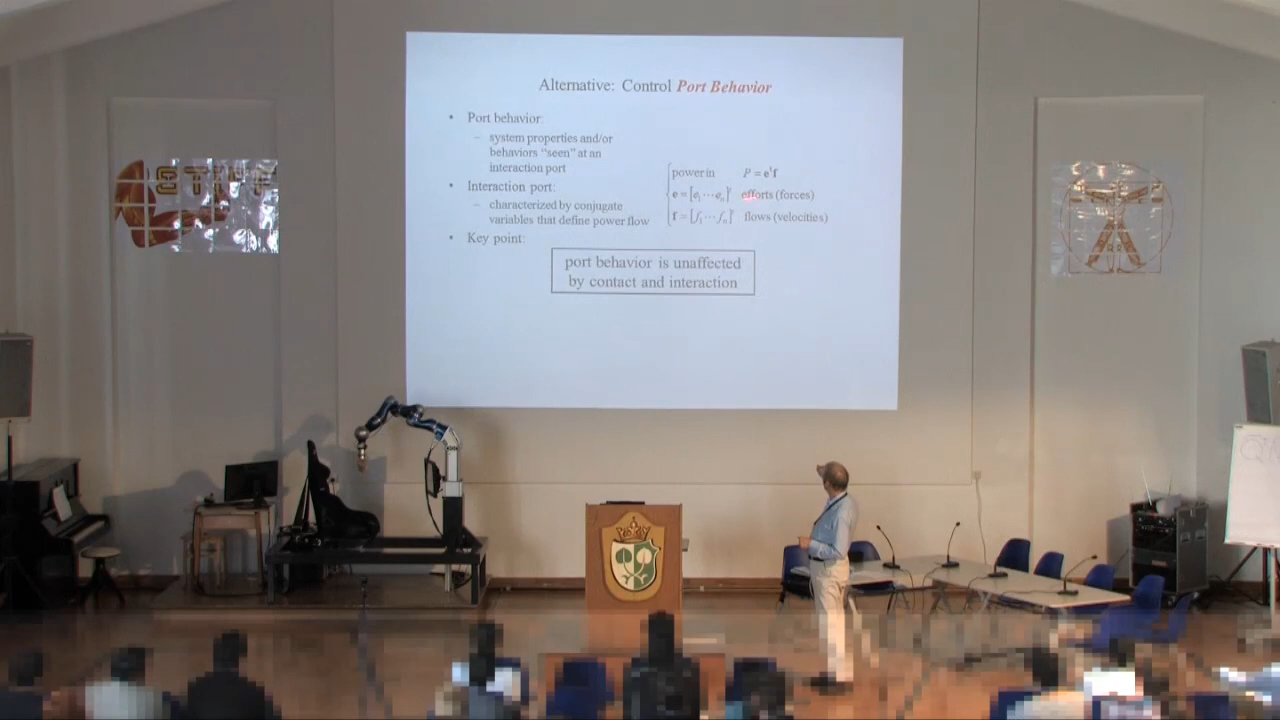 Alternative: Control Port Behavior
• Port behavior:
– system properties and/or
behaviors "seen" at an
interaction port
• Interaction port:
– characterized by conjugate
variables that define power flow
• Key point:
power in P = eᵗf
e = [e₁ ⋯ eₙ]ᵗ efforts (forces)
f = [f₁ ⋯ fₙ]ᵗ flows (velocities)
port behavior is unaffected
by contact and interaction
STIFF